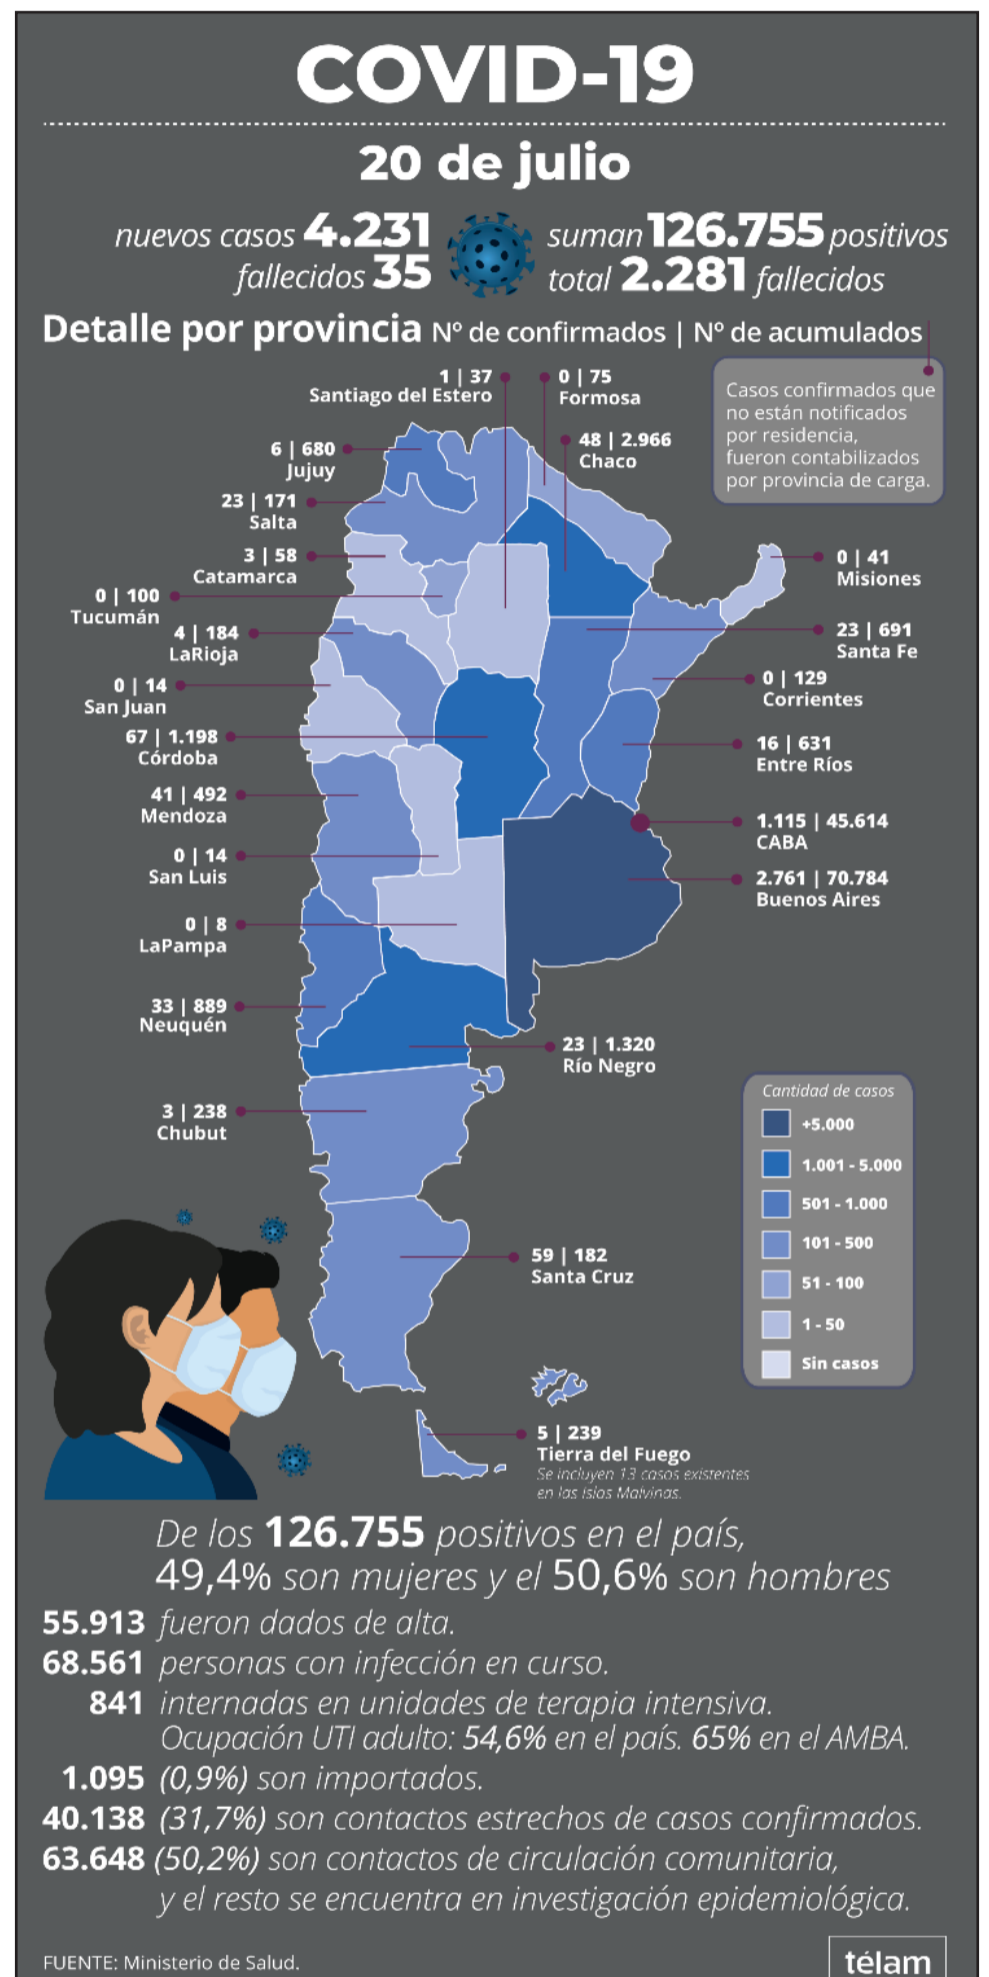 COVID-19
20 de julio
nuevos casos 4.231
fallecidos 35
suman 126.755 positivos
total 2.281 fallecidos
Detalle por provincia Nº de confirmados | Nº de acumulados
Casos confirmados que
no están notificados
por residencia,
fueron contabilizados
por provincia de carga.
1 | 37
Santiago del Estero
0 | 75
Formosa
48 | 2.966
Chaco
6 | 680
Jujuy
23 | 171
Salta
3 | 58
Catamarca
0 | 41
Misiones
0 | 100
Tucumán
4 | 184
LaRioja
23 | 691
Santa Fe
0 | 14
San Juan
0 | 129
Corrientes
67 | 1.198
Córdoba
16 | 631
Entre Ríos
41 | 492
Mendoza
1.115 | 45.614
CABA
0 | 14
San Luis
2.761 | 70.784
Buenos Aires
0 | 8
LaPampa
33 | 889
Neuquén
23 | 1.320
Río Negro
3 | 238
Chubut
Cantidad de casos
+5.000
1.001 - 5.000
501 - 1.000
101 - 500
51 - 100
1 - 50
Sin casos
59 | 182
Santa Cruz
5 | 239
Tierra del Fuego
Se incluyen 13 casos existentes
en las Islas Malvinas.
De los 126.755 positivos en el país,
49,4% son mujeres y el 50,6% son hombres
55.913 fueron dados de alta.
68.561 personas con infección en curso.
841 internadas en unidades de terapia intensiva.
Ocupación UTI adulto: 54,6% en el país. 65% en el AMBA.
1.095 (0,9%) son importados.
40.138 (31,7%) son contactos estrechos de casos confirmados.
63.648 (50,2%) son contactos de circulación comunitaria,
y el resto se encuentra en investigación epidemiológica.
FUENTE: Ministerio de Salud.
télam